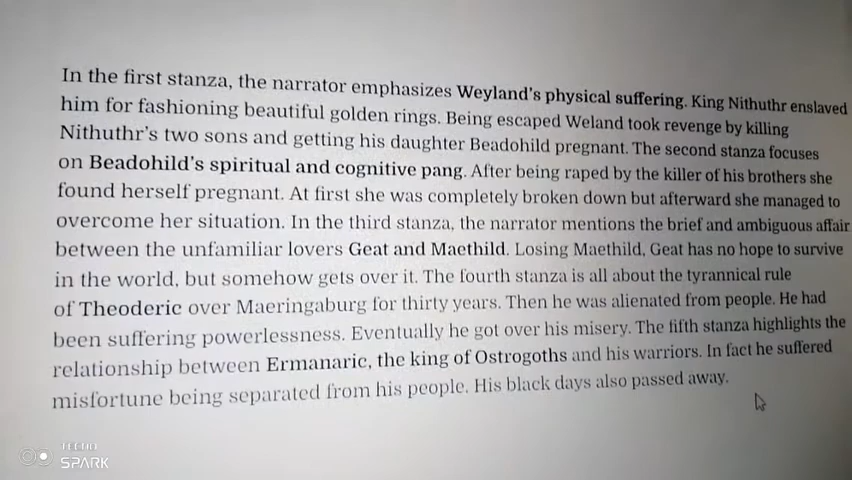 In the first stanza, the narrator emphasizes Weyland's physical suffering. King Nithuthr enslaved
him for fashioning beautiful golden rings. Being escaped Weland took revenge by killing
Nithuthr's two sons and getting his daughter Beadohild pregnant. The second stanza focuses
on Beadohild's spiritual and cognitive pang. After being raped by the killer of his brothers she
found herself pregnant. At first she was completely broken down but afterward she managed to
overcome her situation. In the third stanza, the narrator mentions the brief and ambiguous affair
between the unfamiliar lovers Geat and Maethild. Losing Maethild, Geat has no hope to survive
in the world, but somehow gets over it. The fourth stanza is all about the tyrannical rule
of Theoderic over Maeringaburg for thirty years. Then he was alienated from people. He had
been suffering powerlessness. Eventually he got over his misery. The fifth stanza highlights the
relationship between Ermanaric, the king of Ostrogoths and his warriors. In fact he suffered
misfortune being separated from his people. His black days also passed away.
TECNO
SPARK